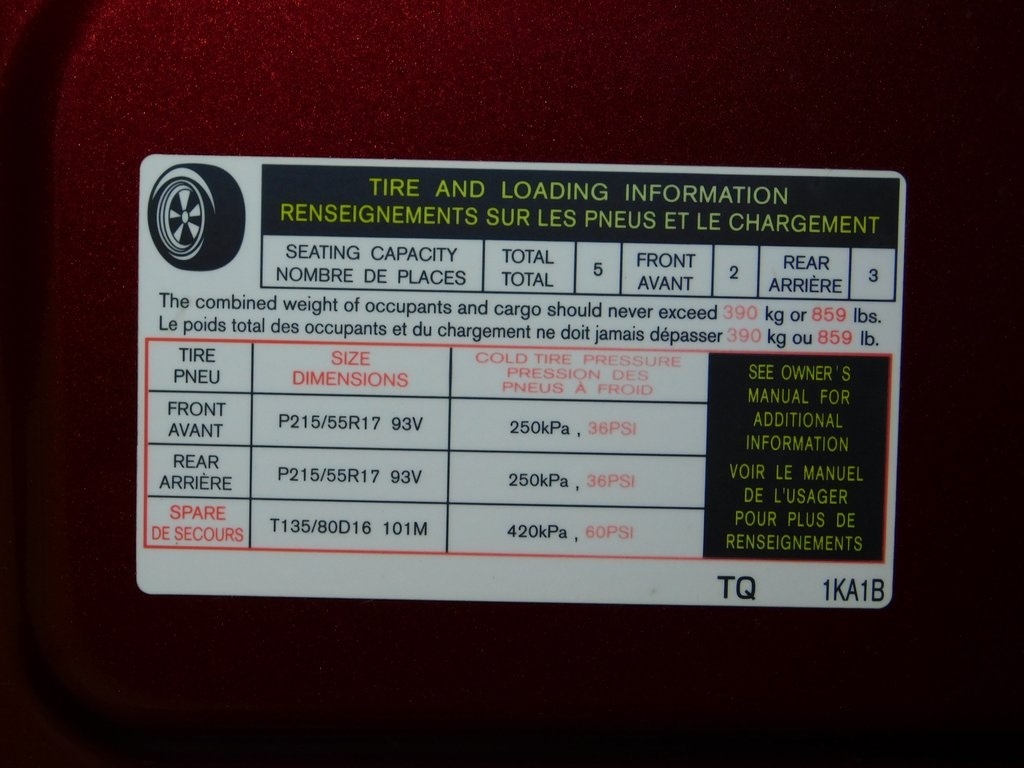 TIRE AND LOADING INFORMATION
RENSEIGNEMENTS SUR LES PNEUS ET LE CHARGEMENT
SEATING CAPACITY
NOMBRE DE PLACES
TOTAL
TOTAL
5
FRONT
AVANT
2
REAR
ARRIÈRE
3
The combined weight of occupants and cargo should never exceed 390 kg or 859 lbs.
Le poids total des occupants et du chargement ne doit jamais dépasser 390 kg ou 859 lb.
TIRE
PNEU
SIZE
DIMENSIONS
COLD TIRE PRESSURE
PRESSION DES
PNEUS À FROID
FRONT
AVANT
P215/55R17 93V
250kPa , 36PSI
REAR
ARRIÈRE
P215/55R17 93V
250kPa , 36PSI
SPARE
DE SECOURS
T135/80D16 101M
420kPa , 60PSI
SEE OWNER'S
MANUAL FOR
ADDITIONAL
INFORMATION
VOIR LE MANUEL
DE L'USAGER
POUR PLUS DE
RENSEIGNEMENTS
TQ 1KA1B